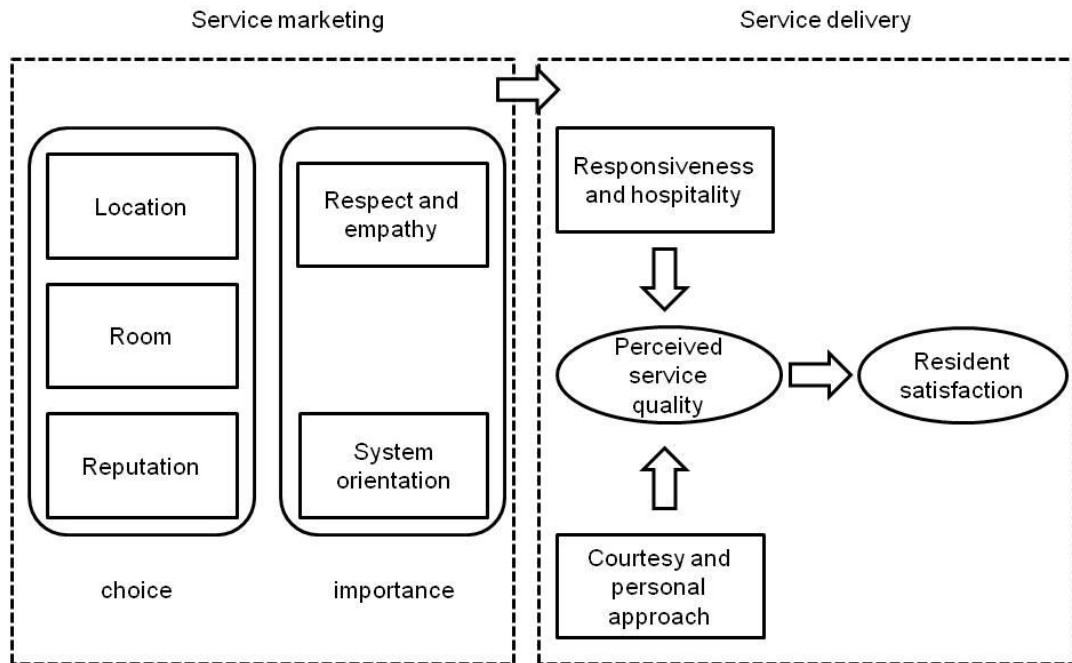 Service marketing
Service delivery
Location
Room
Reputation
choice
Respect and
empathy
System
orientation
importance
Responsiveness
and hospitality
Perceived
service
quality
Resident
satisfaction
Courtesy and
personal
approach